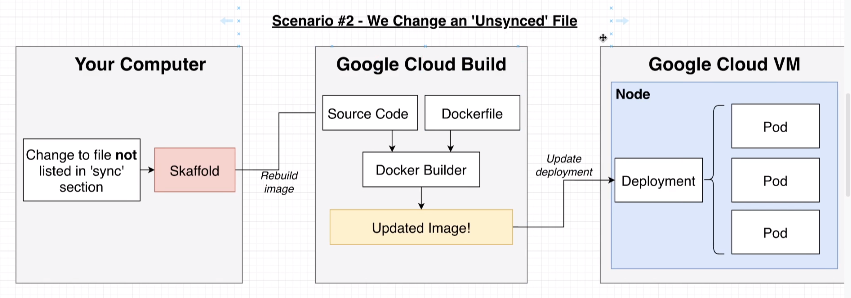 Scenario #2 - We Change an 'Unsynced' File
Your Computer
Change to file not
listed in 'sync'
section
Skaffold
Rebuild
image
Google Cloud Build
Source Code
Dockerfile
Docker Builder
Updated Image!
Update
deployment
Google Cloud VM
Node
Deployment
Pod
Pod
Pod